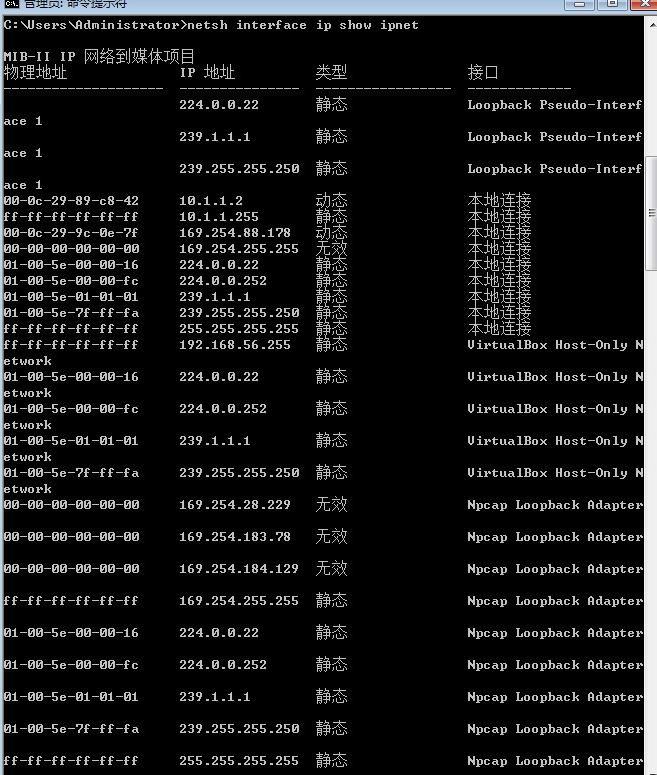 管理员: 命令提示符
C:\Users\Administrator>netsh interface ip show ipnet
MIB-II IP 网络到媒体项目
物理地址 IP 地址 类型 接口
-------------------- --------------- ----------------- -------------
224.0.0.22 静态 Loopback Pseudo-Interf
ace 1
239.1.1.1 静态 Loopback Pseudo-Interf
ace 1
239.255.255.250 静态 Loopback Pseudo-Interf
ace 1
00-0c-29-89-c8-42 10.1.1.2 动态 本地连接
ff-ff-ff-ff-ff-ff 10.1.1.255 静态 本地连接
00-0c-29-9c-0e-7f 169.254.88.178 动态 本地连接
00-00-00-00-00-00 169.254.255.255 无效 本地连接
01-00-5e-00-00-16 224.0.0.22 静态 本地连接
01-00-5e-00-00-fc 224.0.0.252 静态 本地连接
01-00-5e-01-01-01 239.1.1.1 静态 本地连接
01-00-5e-7f-ff-fa 239.255.255.250 静态 本地连接
ff-ff-ff-ff-ff-ff 255.255.255.255 静态 本地连接
ff-ff-ff-ff-ff-ff 192.168.56.255 静态 VirtualBox Host-Only N
etwork
01-00-5e-00-00-16 224.0.0.22 静态 VirtualBox Host-Only N
etwork
01-00-5e-00-00-fc 224.0.0.252 静态 VirtualBox Host-Only N
etwork
01-00-5e-01-01-01 239.1.1.1 静态 VirtualBox Host-Only N
etwork
01-00-5e-7f-ff-fa 239.255.255.250 静态 VirtualBox Host-Only N
etwork
00-00-00-00-00-00 169.254.28.229 无效 Npcap Loopback Adapter
00-00-00-00-00-00 169.254.183.78 无效 Npcap Loopback Adapter
00-00-00-00-00-00 169.254.184.129 无效 Npcap Loopback Adapter
ff-ff-ff-ff-ff-ff 169.254.255.255 静态 Npcap Loopback Adapter
01-00-5e-00-00-16 224.0.0.22 静态 Npcap Loopback Adapter
01-00-5e-00-00-fc 224.0.0.252 静态 Npcap Loopback Adapter
01-00-5e-01-01-01 239.1.1.1 静态 Npcap Loopback Adapter
01-00-5e-7f-ff-fa 239.255.255.250 静态 Npcap Loopback Adapter
ff-ff-ff-ff-ff-ff 255.255.255.255 静态 Npcap Loopback Adapter